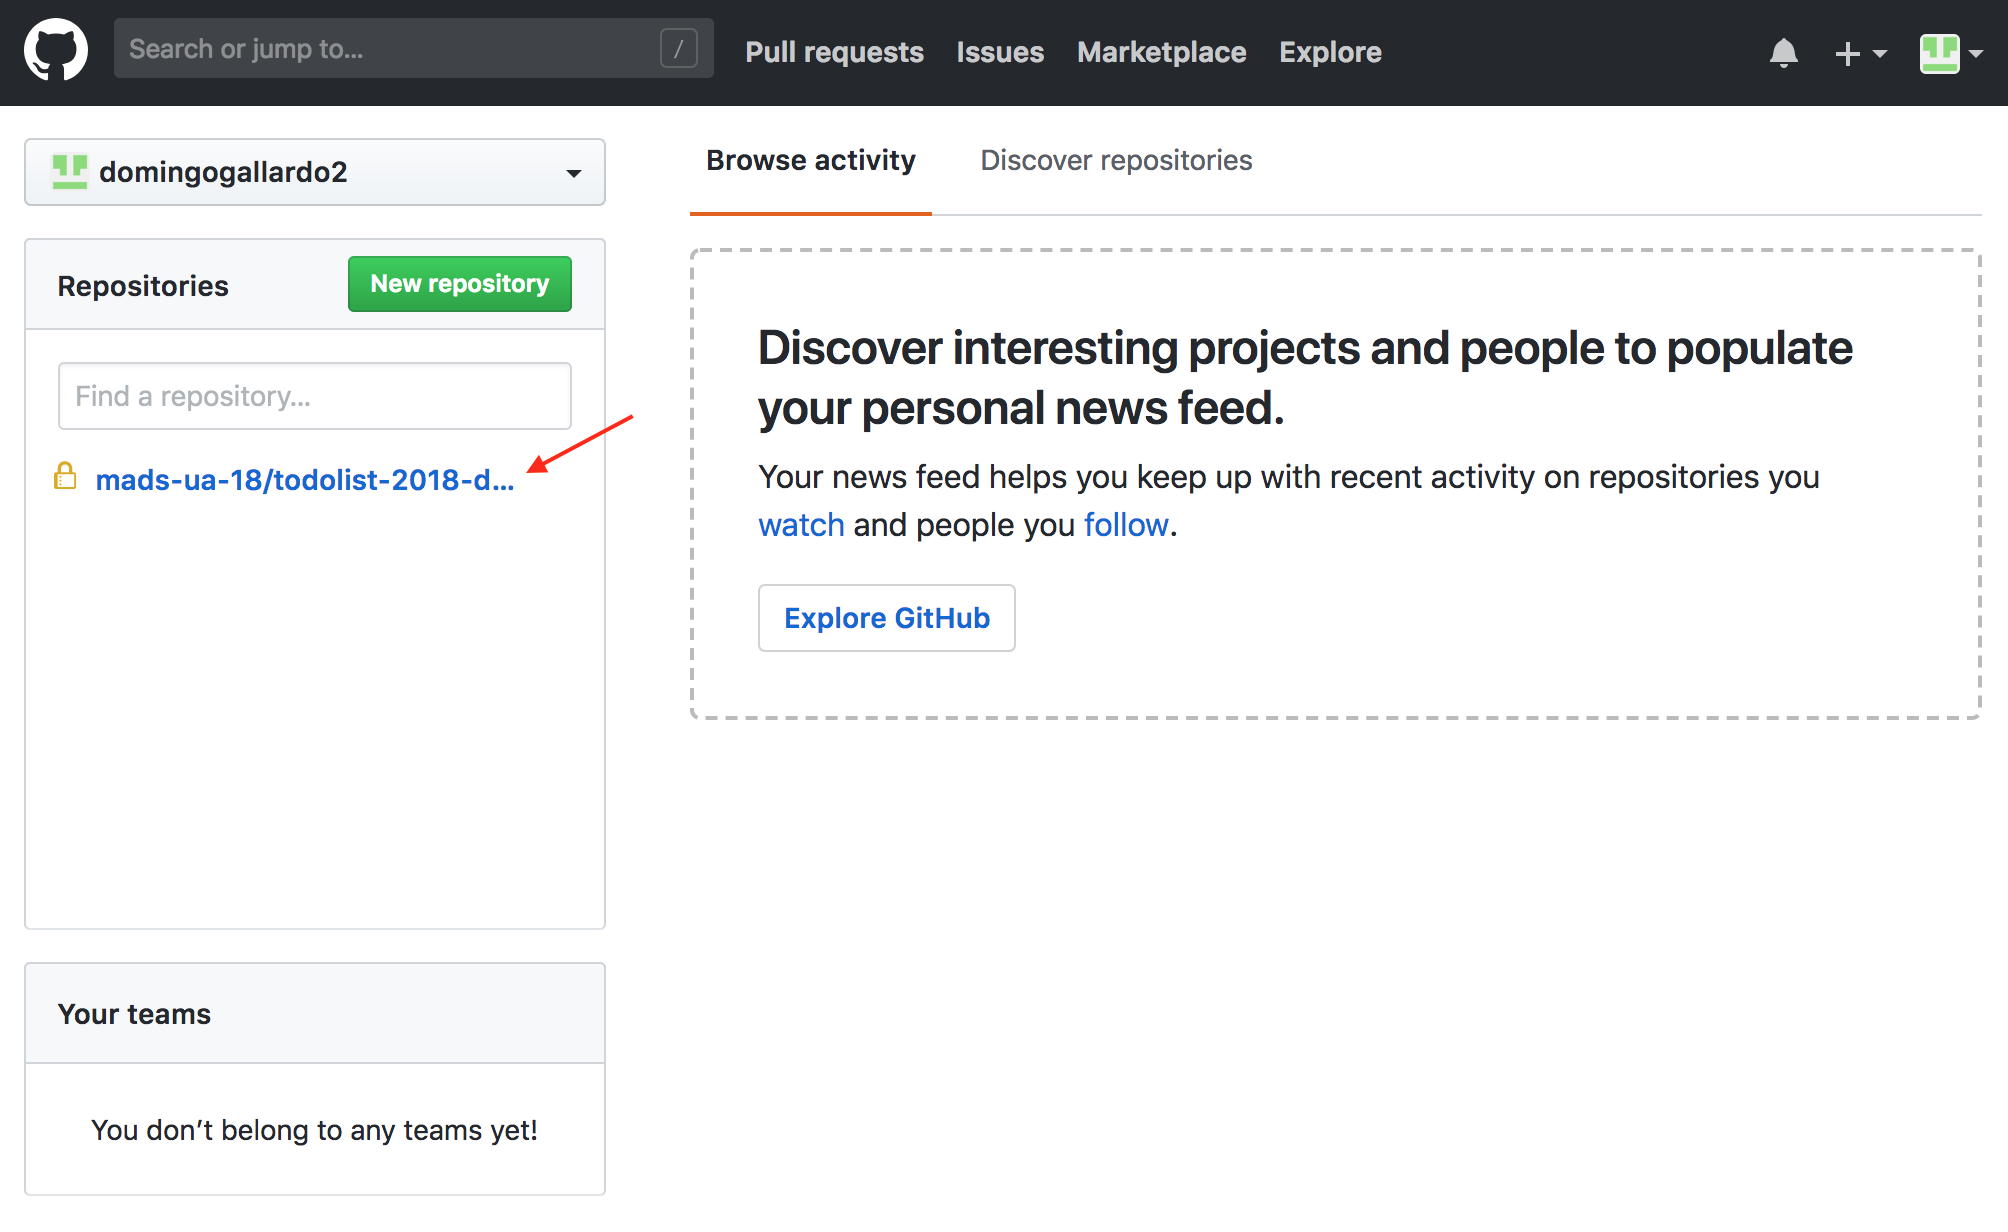 Search or jump to... /
Pull requests Issues Marketplace Explore
domingogallardo2
Repositories
New repository
Find a repository...
mads-ua-18/todolist-2018-d...
Your teams
You don’t belong to any teams yet!
Browse activity
Discover repositories
Discover interesting projects and people to populate
your personal news feed.
Your news feed helps you keep up with recent activity on repositories you
watch and people you follow.
Explore GitHub